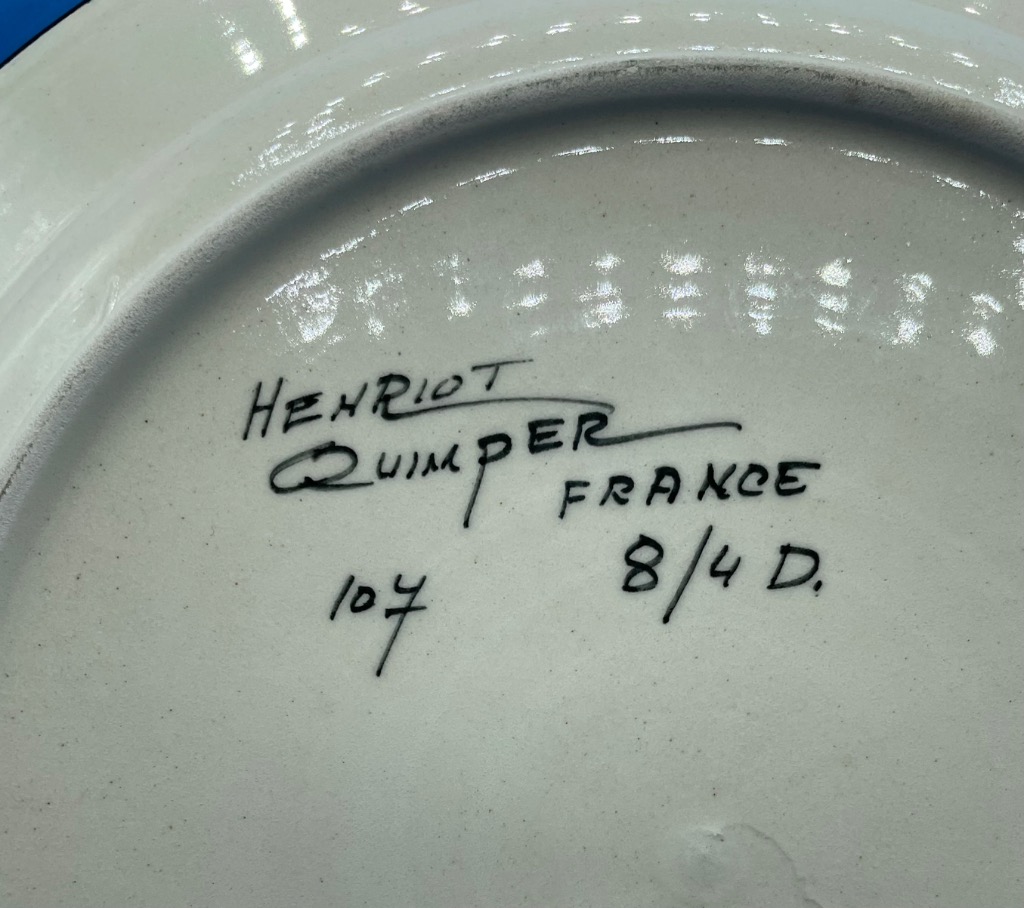 HENRIOT
QUIMPER
FRANCE
107 8/4 D.